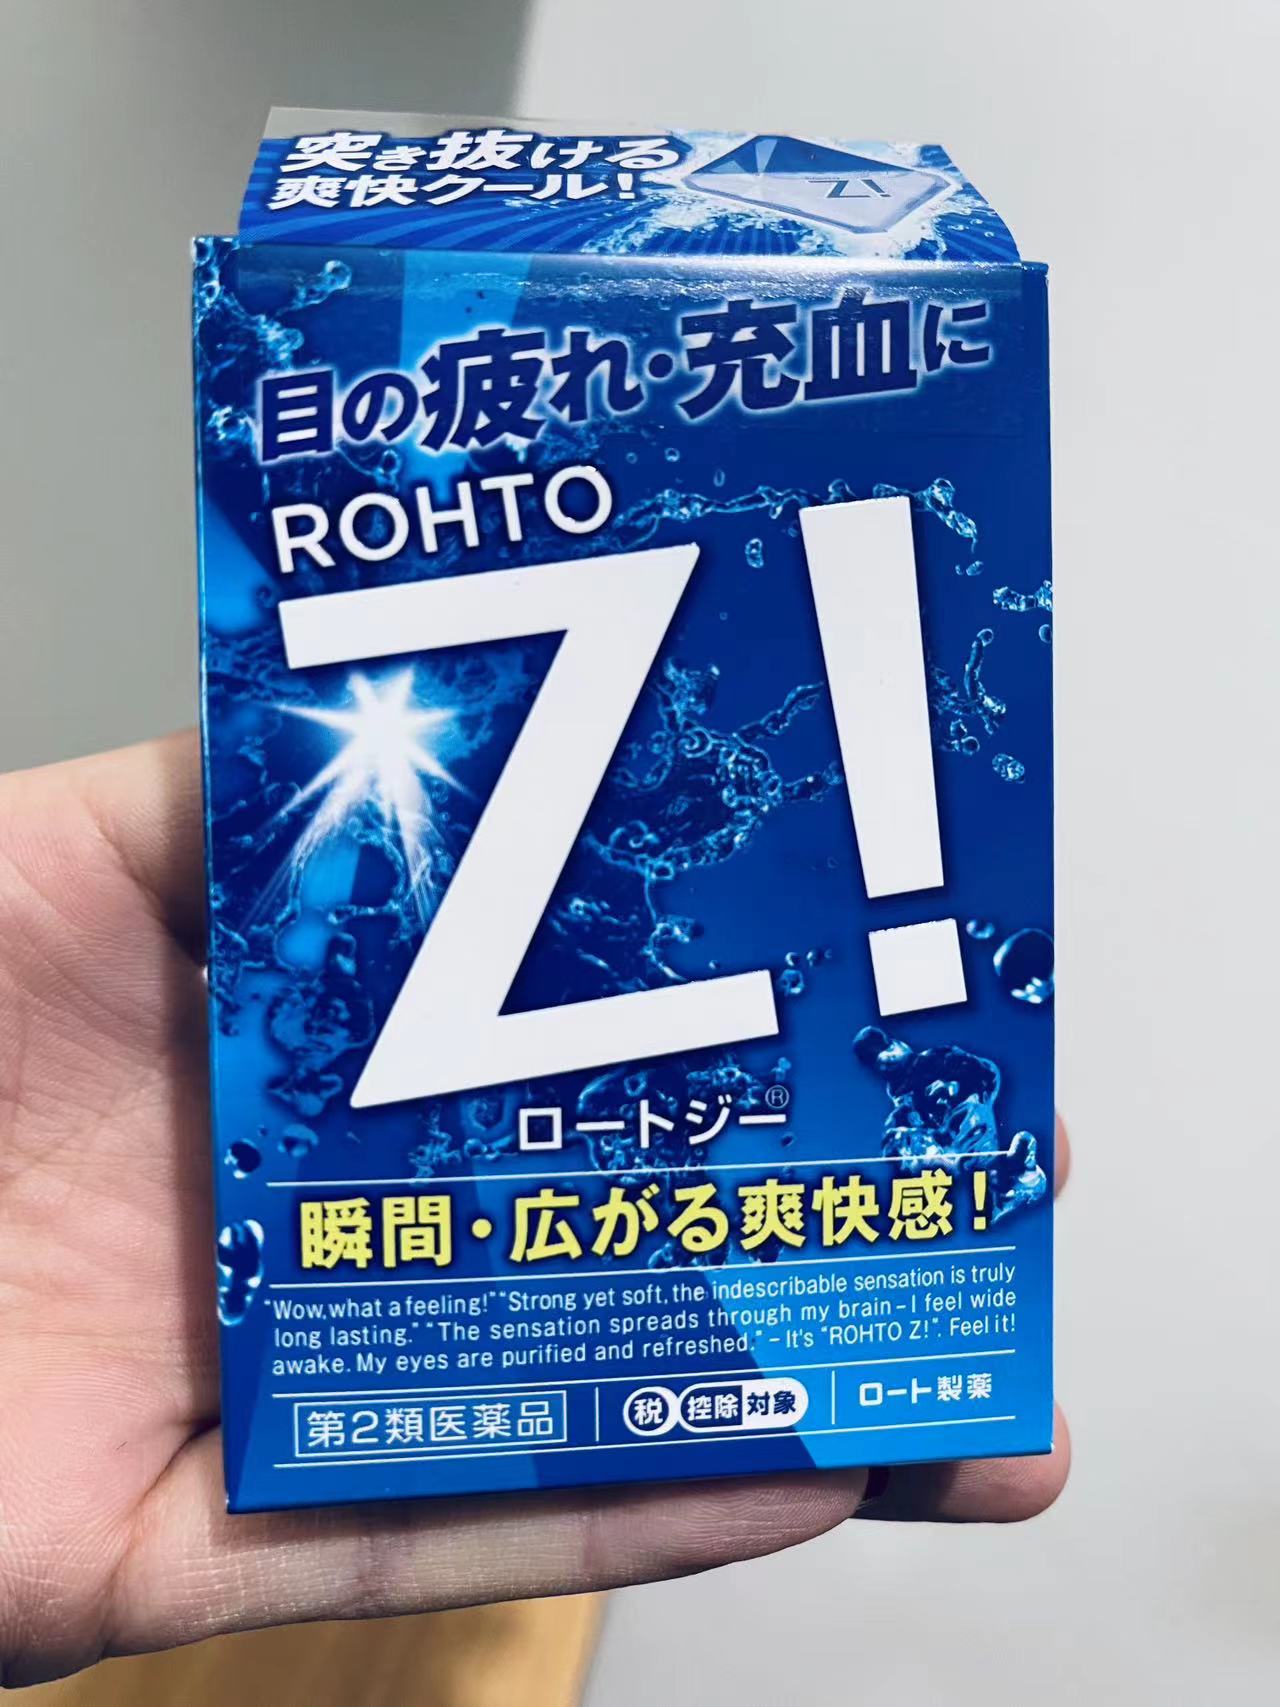 突き抜ける
爽快クール!
Z!
目の疲れ・充血に
ROHTO
Z!
ロートジー®
瞬間・広がる爽快感!
"Wow, what a feeling!" "Strong yet soft, the indescribable sensation is truly
long lasting." "The sensation spreads through my brain – I feel wide
awake. My eyes are purified and refreshed." – It's "ROHTO Z!". Feel it!
第2類医薬品
税 控除対象
ロート製薬